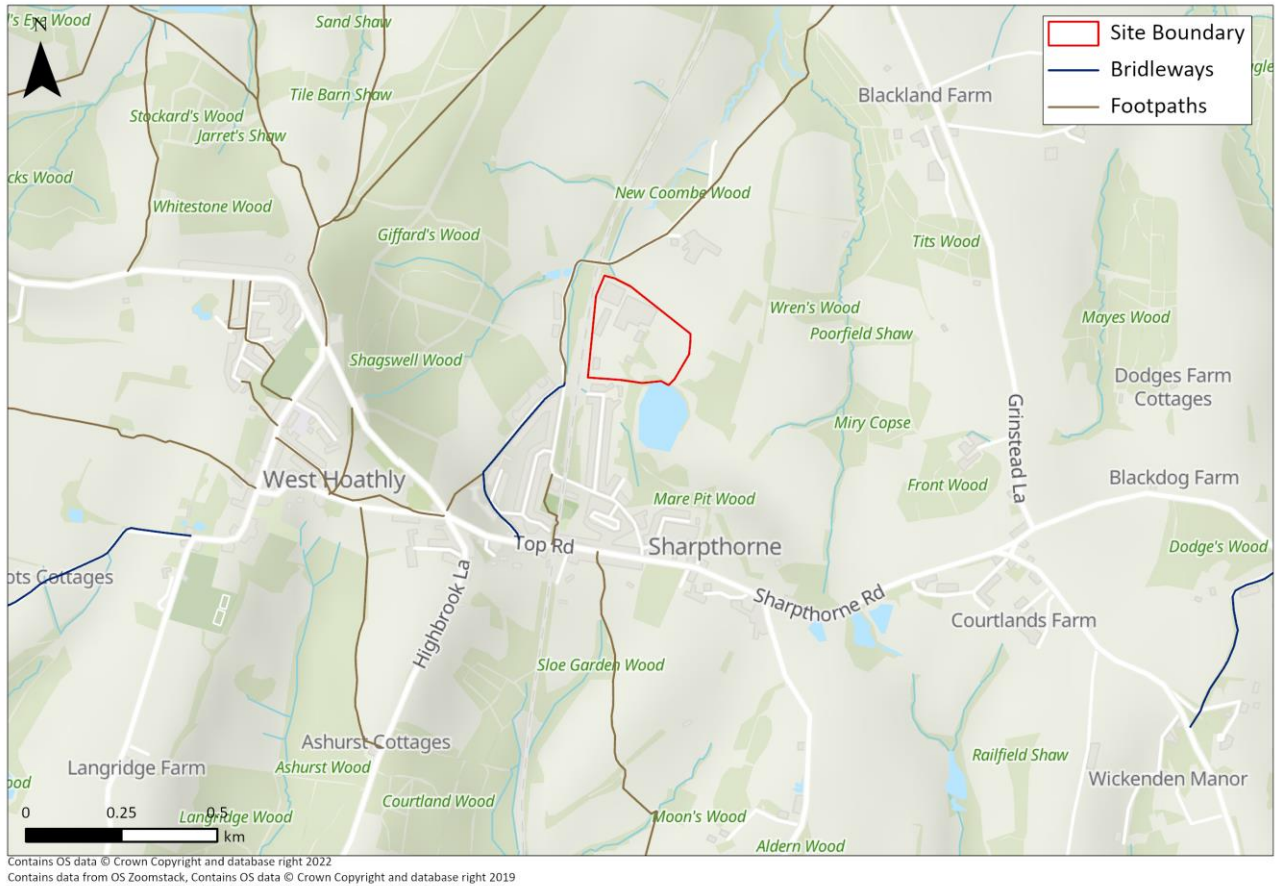 's Eye Wood
N
Sand Shaw
Site Boundary
Bridleways
Footpaths
Tile Barn Shaw
Blackland Farm
Stockard's Wood
Jarret's Shaw
cks Wood
New Coombe Wood
Whitestone Wood
Giffard's Wood
Tits Wood
Wren's Wood
Mayes Wood
Poorfield Shaw
Shagswell Wood
Dodges Farm
Cottages
Miry Copse
Grinstead La
West Hoathly
Blackdog Farm
Front Wood
Mare Pit Wood
Top Rd
Sharpthorne
Dodge's Wood
ots Cottages
Sharpthorne Rd
Highbrook La
Courtlands Farm
Sloe Garden Wood
Ashurst Cottages
Langridge Farm
Ashurst Wood
Railfield Shaw
ood
Wickenden Manor
Courtland Wood
0 0.25 0.5
km
Langridge Wood
Moon's Wood
Aldern Wood
Contains OS data © Crown Copyright and database right 2022
Contains data from OS Zoomstack, Contains OS data © Crown Copyright and database right 2019